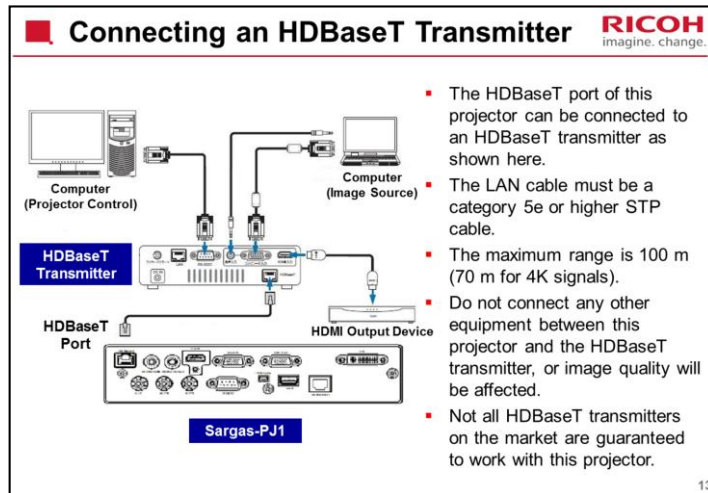 Connecting an HDBaseT Transmitter
RICOH
imagine. change.
Computer
(Projector Control)
Computer
(Image Source)
HDBaseT
Transmitter
HDBaseT
Port
HDMI Output Device
Sargas-PJ1
▪ The HDBaseT port of this
projector can be connected to
an HDBaseT transmitter as
shown here.
▪ The LAN cable must be a
category 5e or higher STP
cable.
▪ The maximum range is 100 m
(70 m for 4K signals).
▪ Do not connect any other
equipment between this
projector and the HDBaseT
transmitter, or image quality will
be affected.
▪ Not all HDBaseT transmitters
on the market are guaranteed
to work with this projector.
13